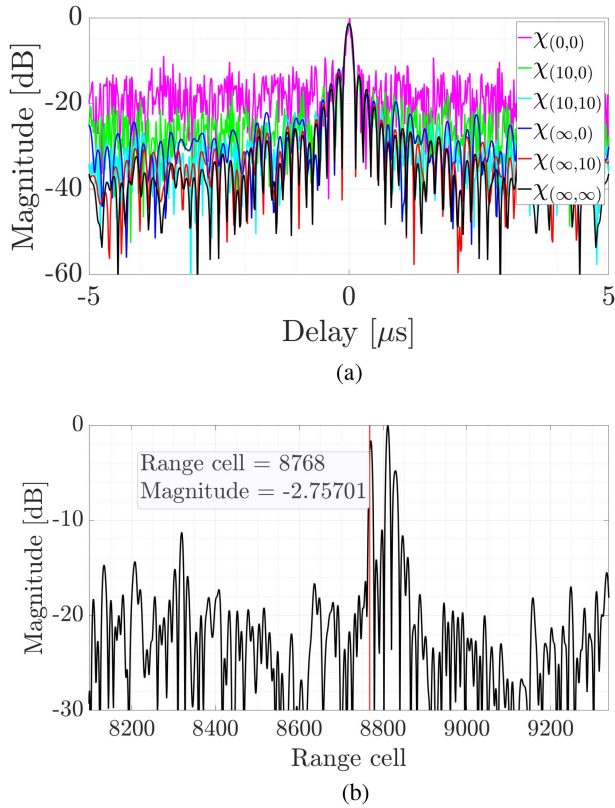 0
-20
-40
-60
Magnitude [dB]
χ(0,0)
χ(10,0)
χ(10,10)
χ(∞,0)
χ(∞,10)
χ(∞,∞)
-5
0
5
Delay [μs]
(a)
0
-10
-20
-30
Magnitude [dB]
Range cell = 8768
Magnitude = -2.75701
8200
8400
8600
8800
9000
9200
Range cell
(b)